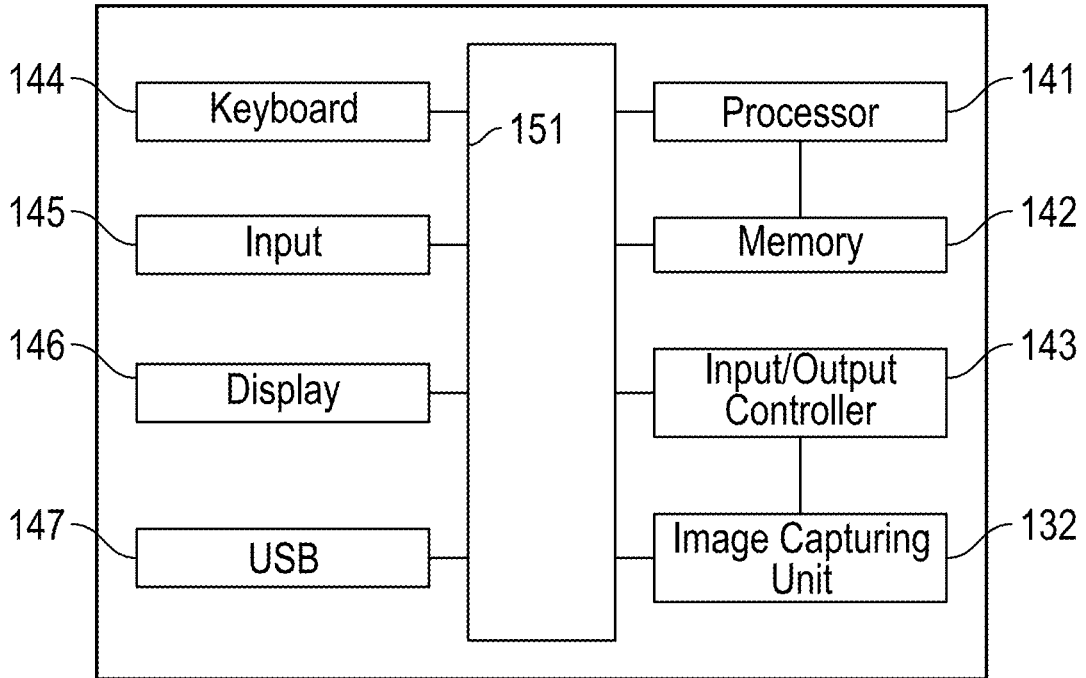 144
Keyboard
151
Processor
141
145
Input
Memory
142
146
Display
Input/Output
Controller
143
147
USB
Image Capturing
Unit
132